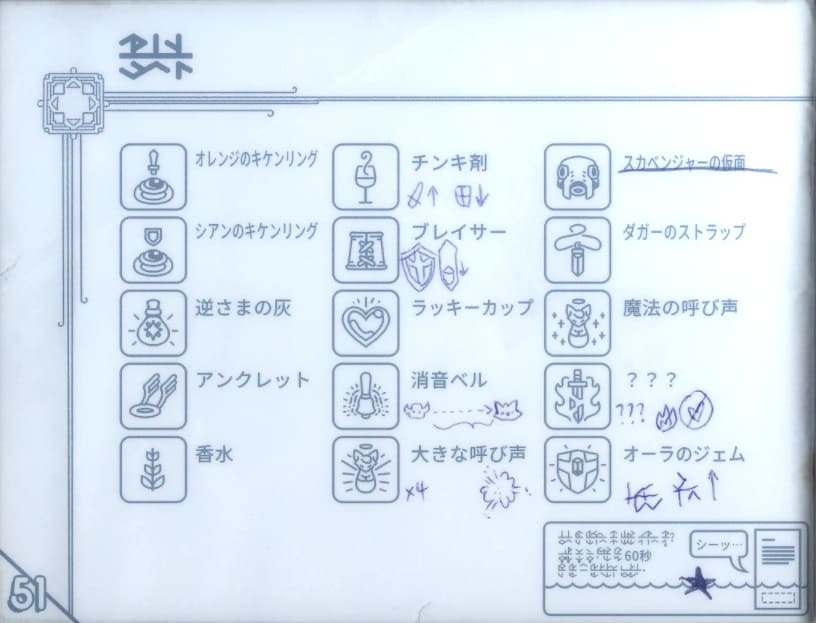 オレンジのキケンリング
チンキ剤
スカベンジャーの仮面
シアンのキケンリング
ブレイサー
ダガーのストラップ
逆さまの灰
ラッキーカップ
魔法の呼び声
アンクレット
消音ベル
？？？
???
香水
大きな呼び声
×4
オーラのジェム
60秒
シーッ…
51